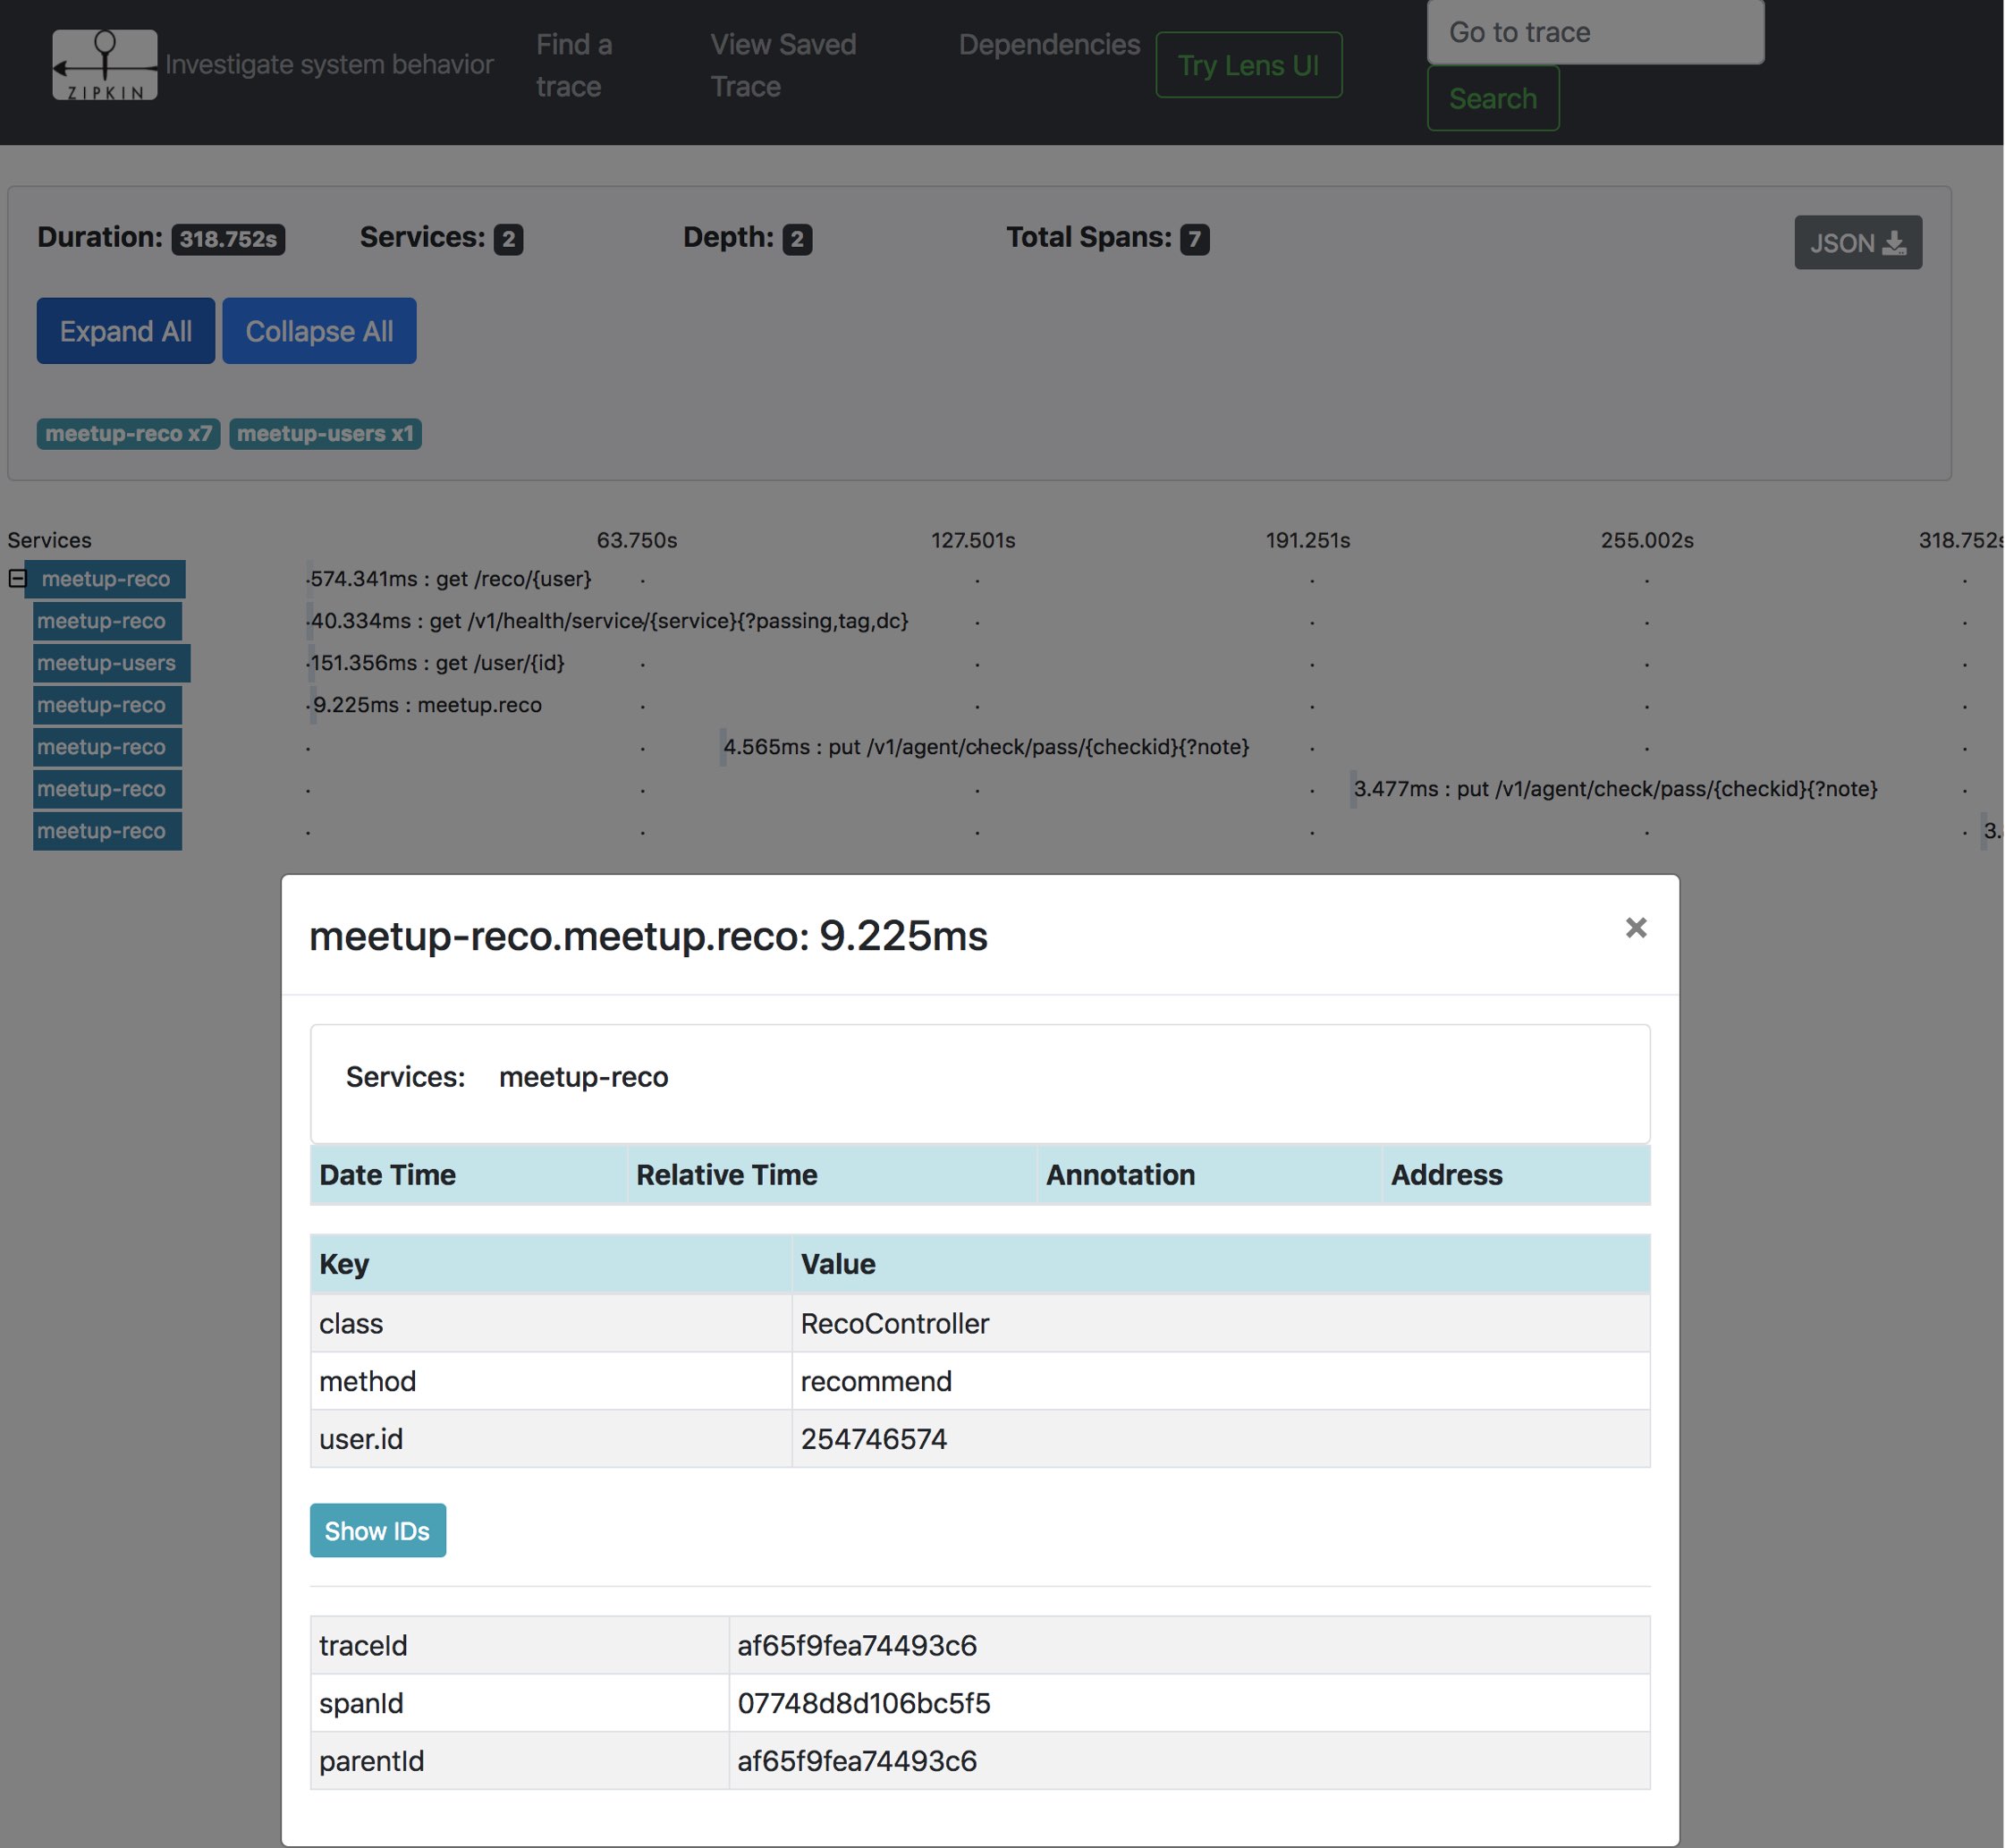 ZIPKIN
Investigate system behavior
Find a
trace
View Saved
Trace
Dependencies
Try Lens UI
Go to trace
Search
Duration: 318.752s Services: 2 Depth: 2 Total Spans: 7
JSON
Expand All Collapse All
meetup-reco x7 meetup-users x1
Services 63.750s 127.501s 191.251s 255.002s 318.752s
meetup-reco 574.341ms : get /reco/{user}
meetup-reco 40.334ms : get /v1/health/service/{service}{?passing,tag,dc}
meetup-users 151.356ms : get /user/{id}
meetup-reco 9.225ms : meetup.reco
meetup-reco 4.565ms : put /v1/agent/check/pass/{checkid}{?note}
meetup-reco 3.477ms : put /v1/agent/check/pass/{checkid}{?note}
meetup-reco 3.
meetup-reco.meetup.reco: 9.225ms ×
Services: meetup-reco
Date Time Relative Time Annotation Address
Key Value
class RecoController
method recommend
user.id 254746574
Show IDs
traceId af65f9fea74493c6
spanId 07748d8d106bc5f5
parentId af65f9fea74493c6